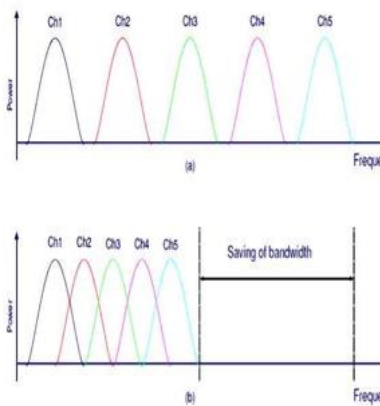 Ch1 Ch2 Ch3 Ch4 Ch5
Power
Freque
(a)
Ch1 Ch2 Ch3 Ch4 Ch5
Saving of bandwidth
Power
Freque
(b)